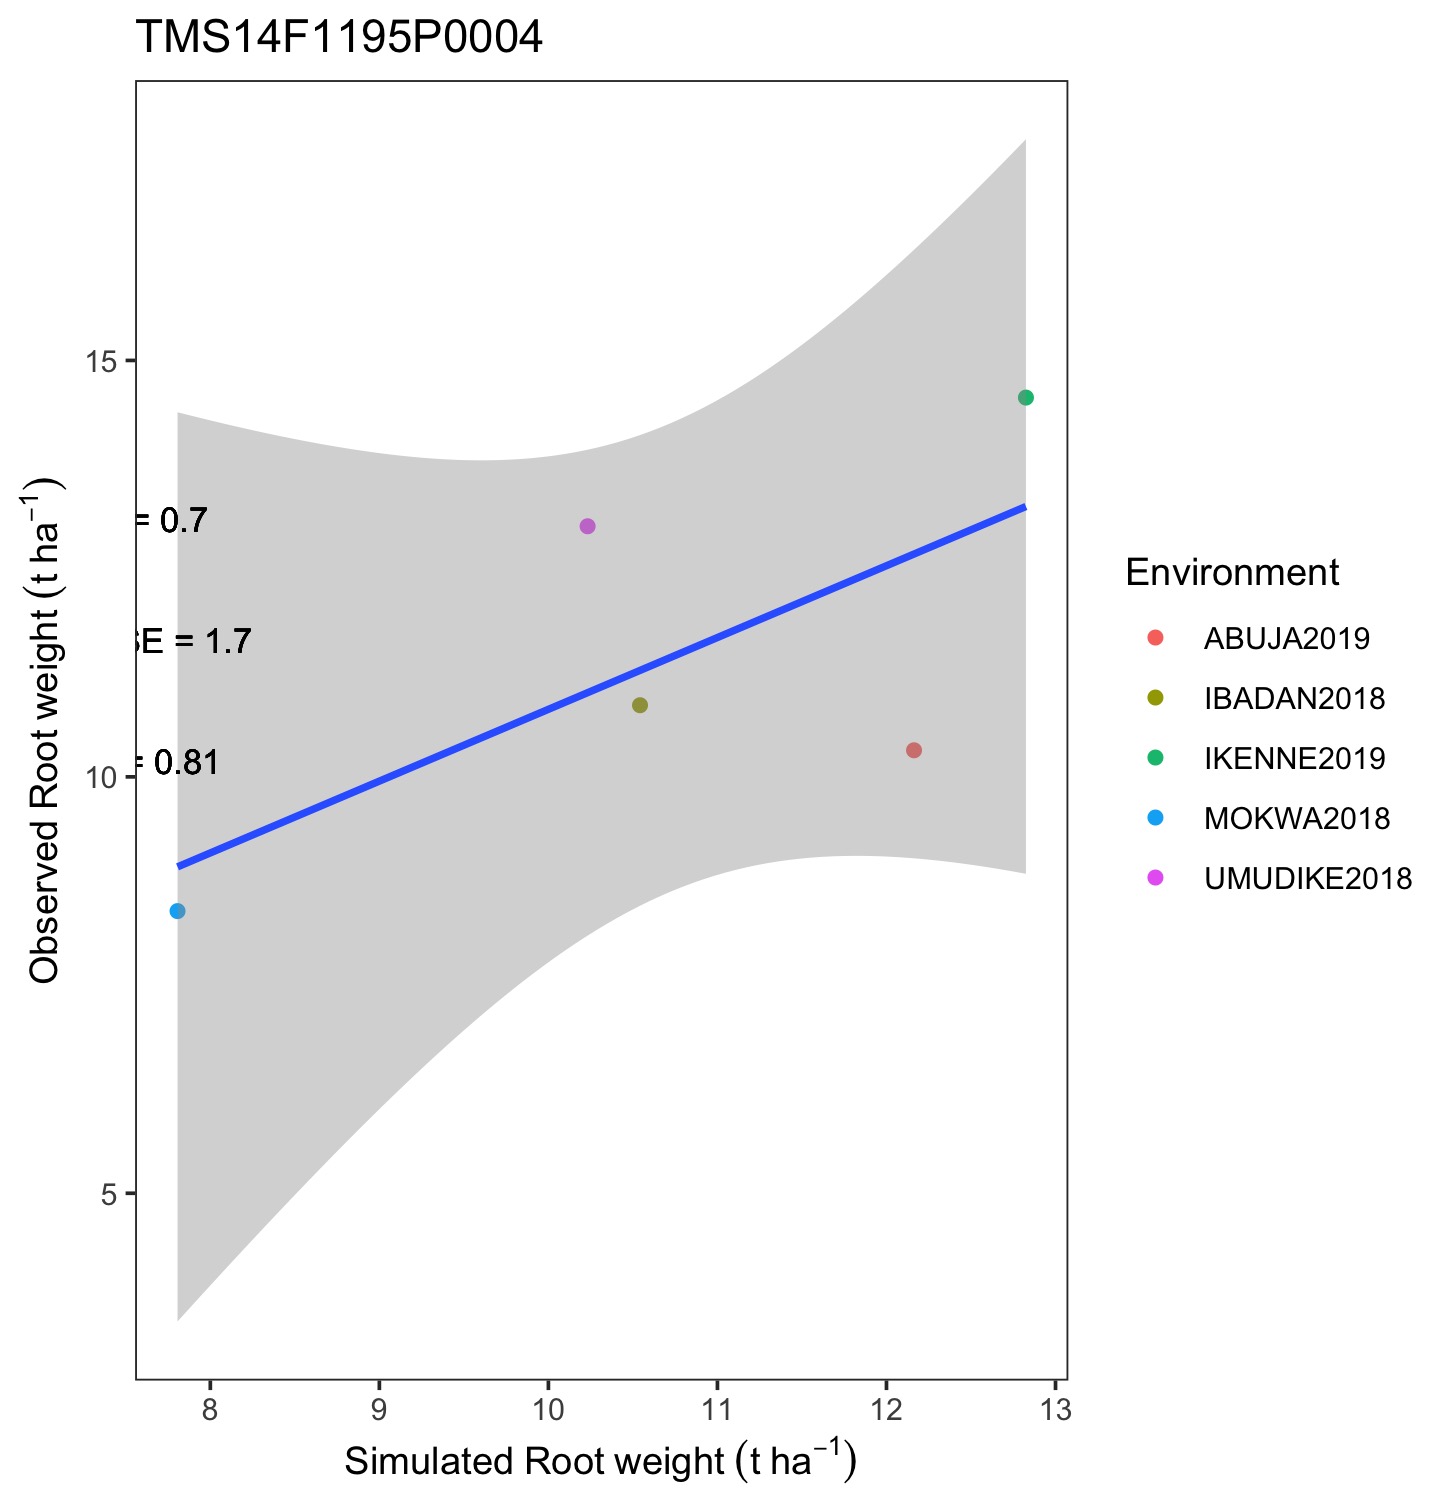 TMS14F1195P0004
15
10
5
= 0.7
E = 1.7
= 0.81
Observed Root weight (t ha⁻¹)
8 9 10 11 12 13
Simulated Root weight (t ha⁻¹)
Environment
ABUJA2019
IBADAN2018
IKENNE2019
MOKWA2018
UMUDIKE2018